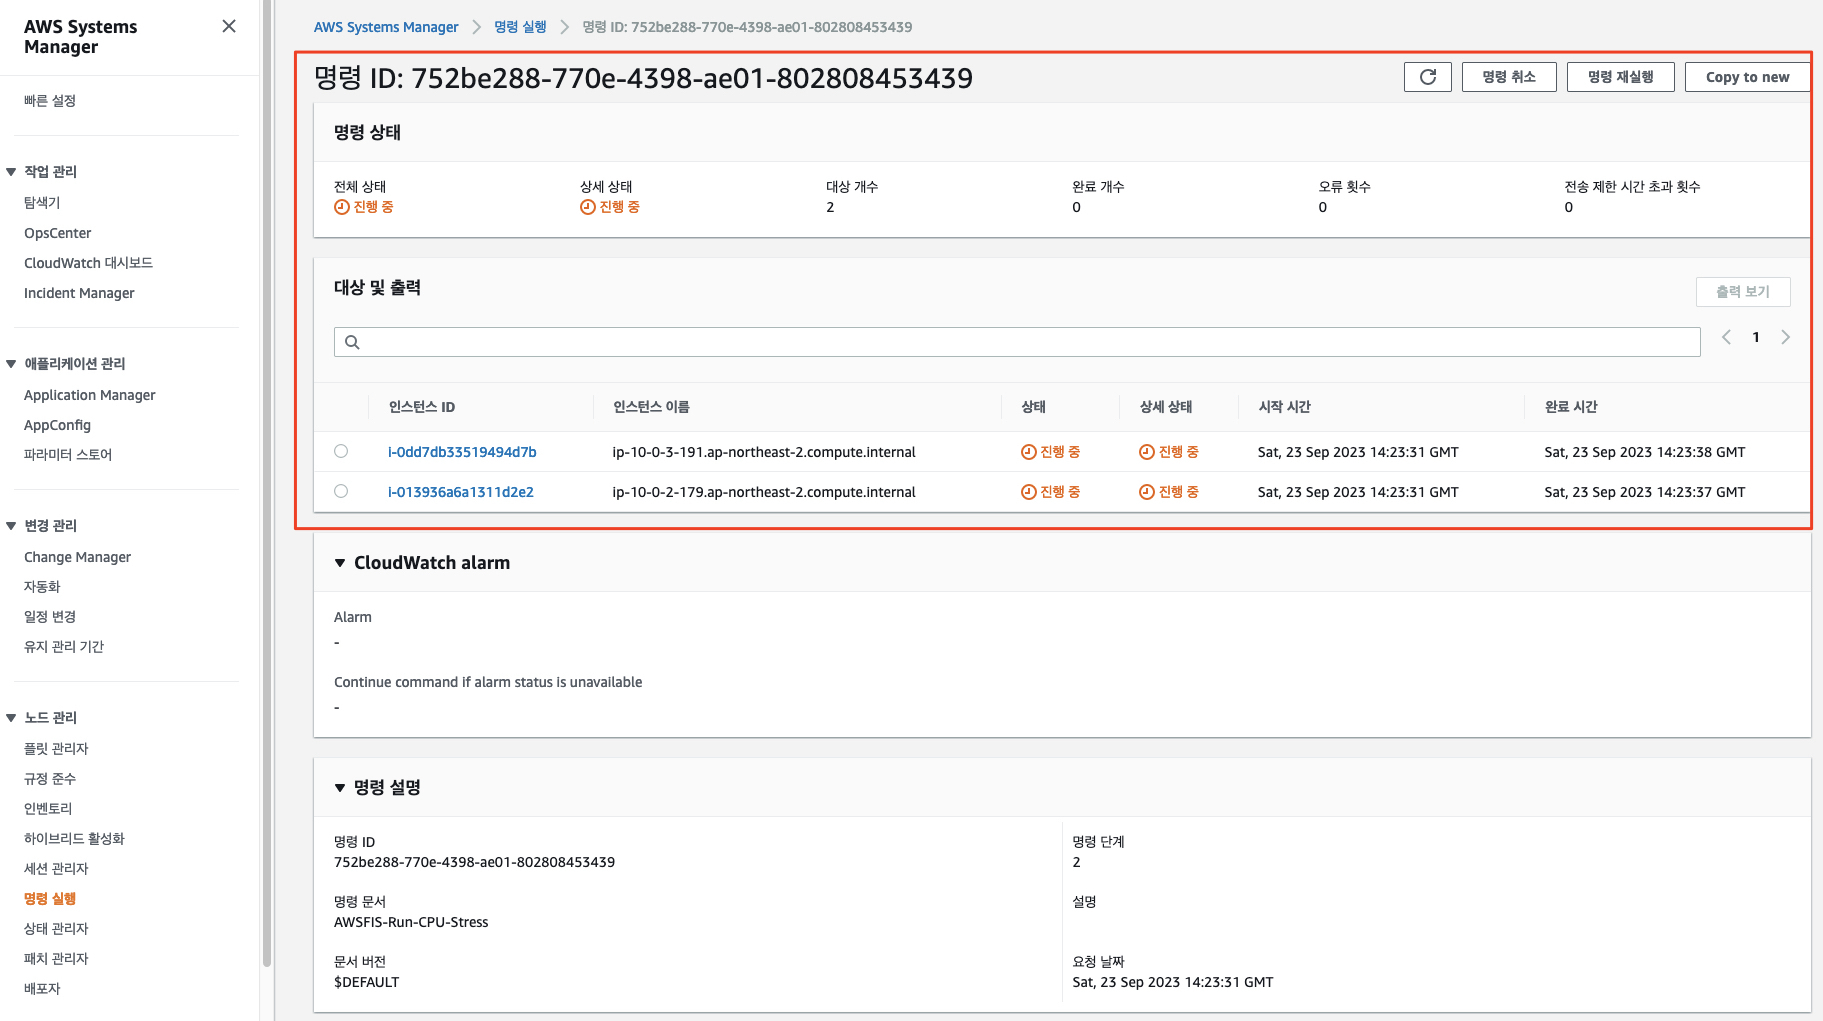 AWS Systems
Manager
빠른 설정
작업 관리
탐색기
OpsCenter
CloudWatch 대시보드
Incident Manager
애플리케이션 관리
Application Manager
AppConfig
파라미터 스토어
변경 관리
Change Manager
자동화
일정 변경
유지 관리 기간
노드 관리
플릿 관리자
규정 준수
인벤토리
하이브리드 활성화
세션 관리자
명령 실행
상태 관리자
패치 관리자
배포자
AWS Systems Manager 명령 실행 명령 ID: 752be288-770e-4398-ae01-802808453439
명령 ID: 752be288-770e-4398-ae01-802808453439 명령 취소 명령 재실행 Copy to new
명령 상태
전체 상태 상세 상태 대상 개수 완료 개수 오류 횟수 전송 제한 시간 초과 횟수
진행 중 진행 중 2 0 0 0
대상 및 출력
출력 보기
1
인스턴스 ID 인스턴스 이름 상태 상세 상태 시작 시간 완료 시간
i-0dd7db33519494d7b ip-10-0-3-191.ap-northeast-2.compute.internal 진행 중 진행 중 Sat, 23 Sep 2023 14:23:31 GMT Sat, 23 Sep 2023 14:23:38 GMT
i-013936a6a1311d2e2 ip-10-0-2-179.ap-northeast-2.compute.internal 진행 중 진행 중 Sat, 23 Sep 2023 14:23:31 GMT Sat, 23 Sep 2023 14:23:37 GMT
CloudWatch alarm
Alarm
-
Continue command if alarm status is unavailable
-
명령 설명
명령 ID 명령 단계
752be288-770e-4398-ae01-802808453439 2
명령 문서 설명
AWSFIS-Run-CPU-Stress
문서 버전 요청 날짜
$DEFAULT Sat, 23 Sep 2023 14:23:31 GMT